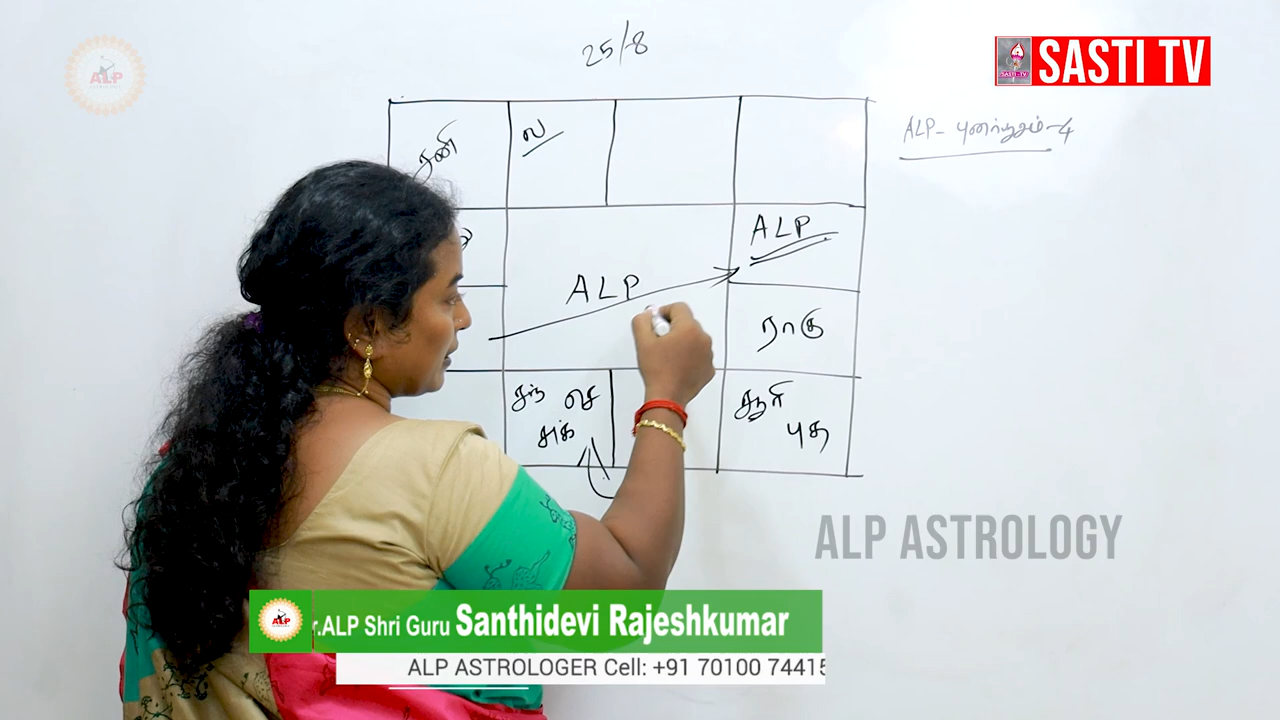 25/8
ALP
SASTI TV
சனி
ல
ALP- புனர்பூசம்-4
ALP
ALP
ராகு
சந் செ
சுக்
சூரி
புத
ALP ASTROLOGY
r.ALP Shri Guru Santhidevi Rajeshkumar
ALP ASTROLOGER Cell: +91 70100 74415